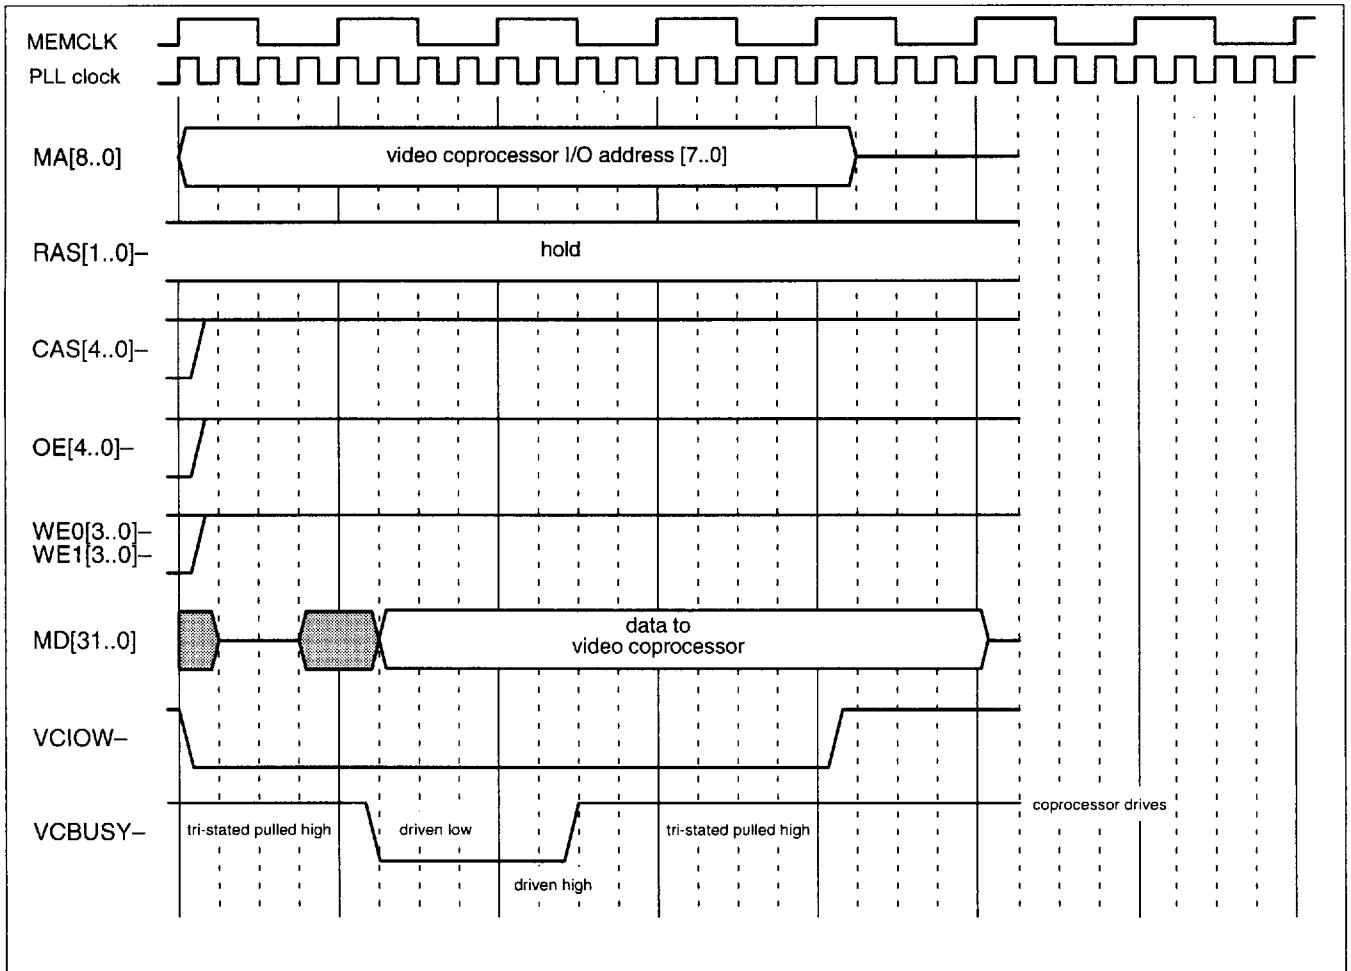 MEMCLK
PLL clock
MA[8..0]
video coprocessor I/O address [7..0]
RAS[1..0]–
hold
CAS[4..0]–
OE[4..0]–
WE0[3..0]–
WE1[3..0]–
MD[31..0]
data to
video coprocessor
VCIOW–
VCBUSY–
tri-stated pulled high
driven low
driven high
tri-stated pulled high
coprocessor drives